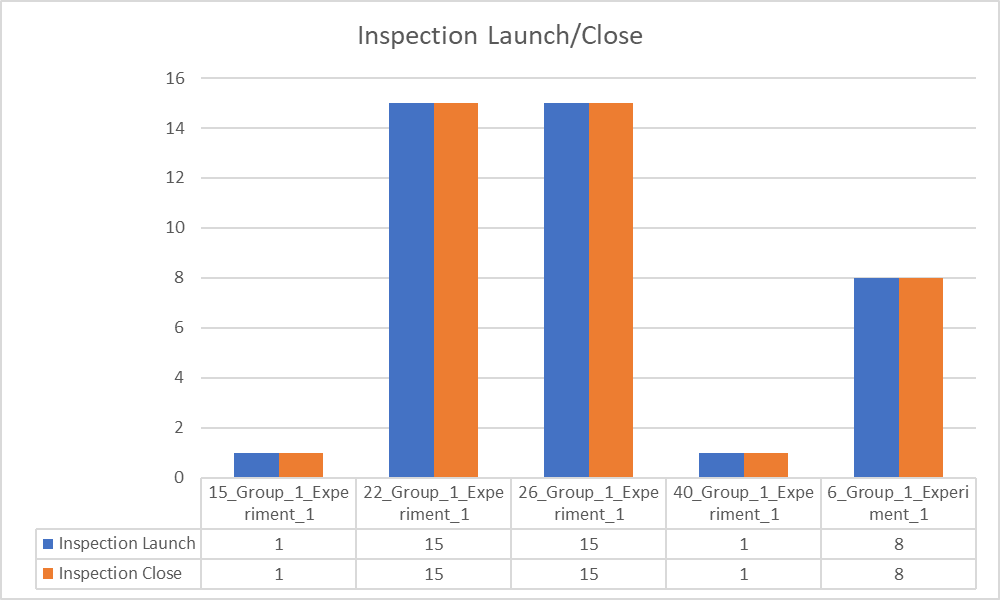 Inspection Launch/Close
16
14
12
10
8
6
4
2
0
15_Group_1_Expe 22_Group_1_Expe 26_Group_1_Expe 40_Group_1_Expe 6_Group_1_Experi
riment_1 riment_1 riment_1 riment_1 ment_1
Inspection Launch 1 15 15 1 8
Inspection Close 1 15 15 1 8